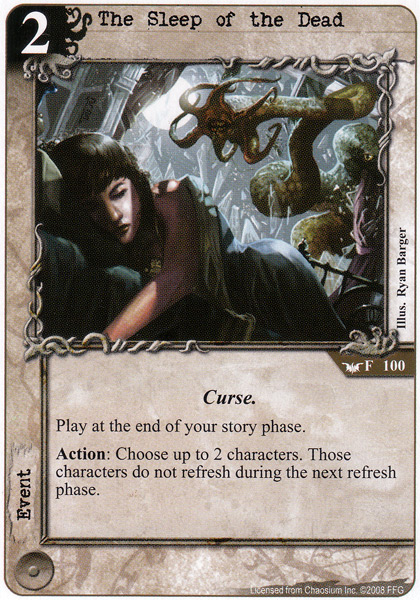 2
The Sleep of the Dead
Illus. Ryan Barger
F 100
Curse.
Play at the end of your story phase.
Action: Choose up to 2 characters. Those
characters do not refresh during the next refresh
phase.
Event
Licensed from Chaosium Inc. ©2008 FFG